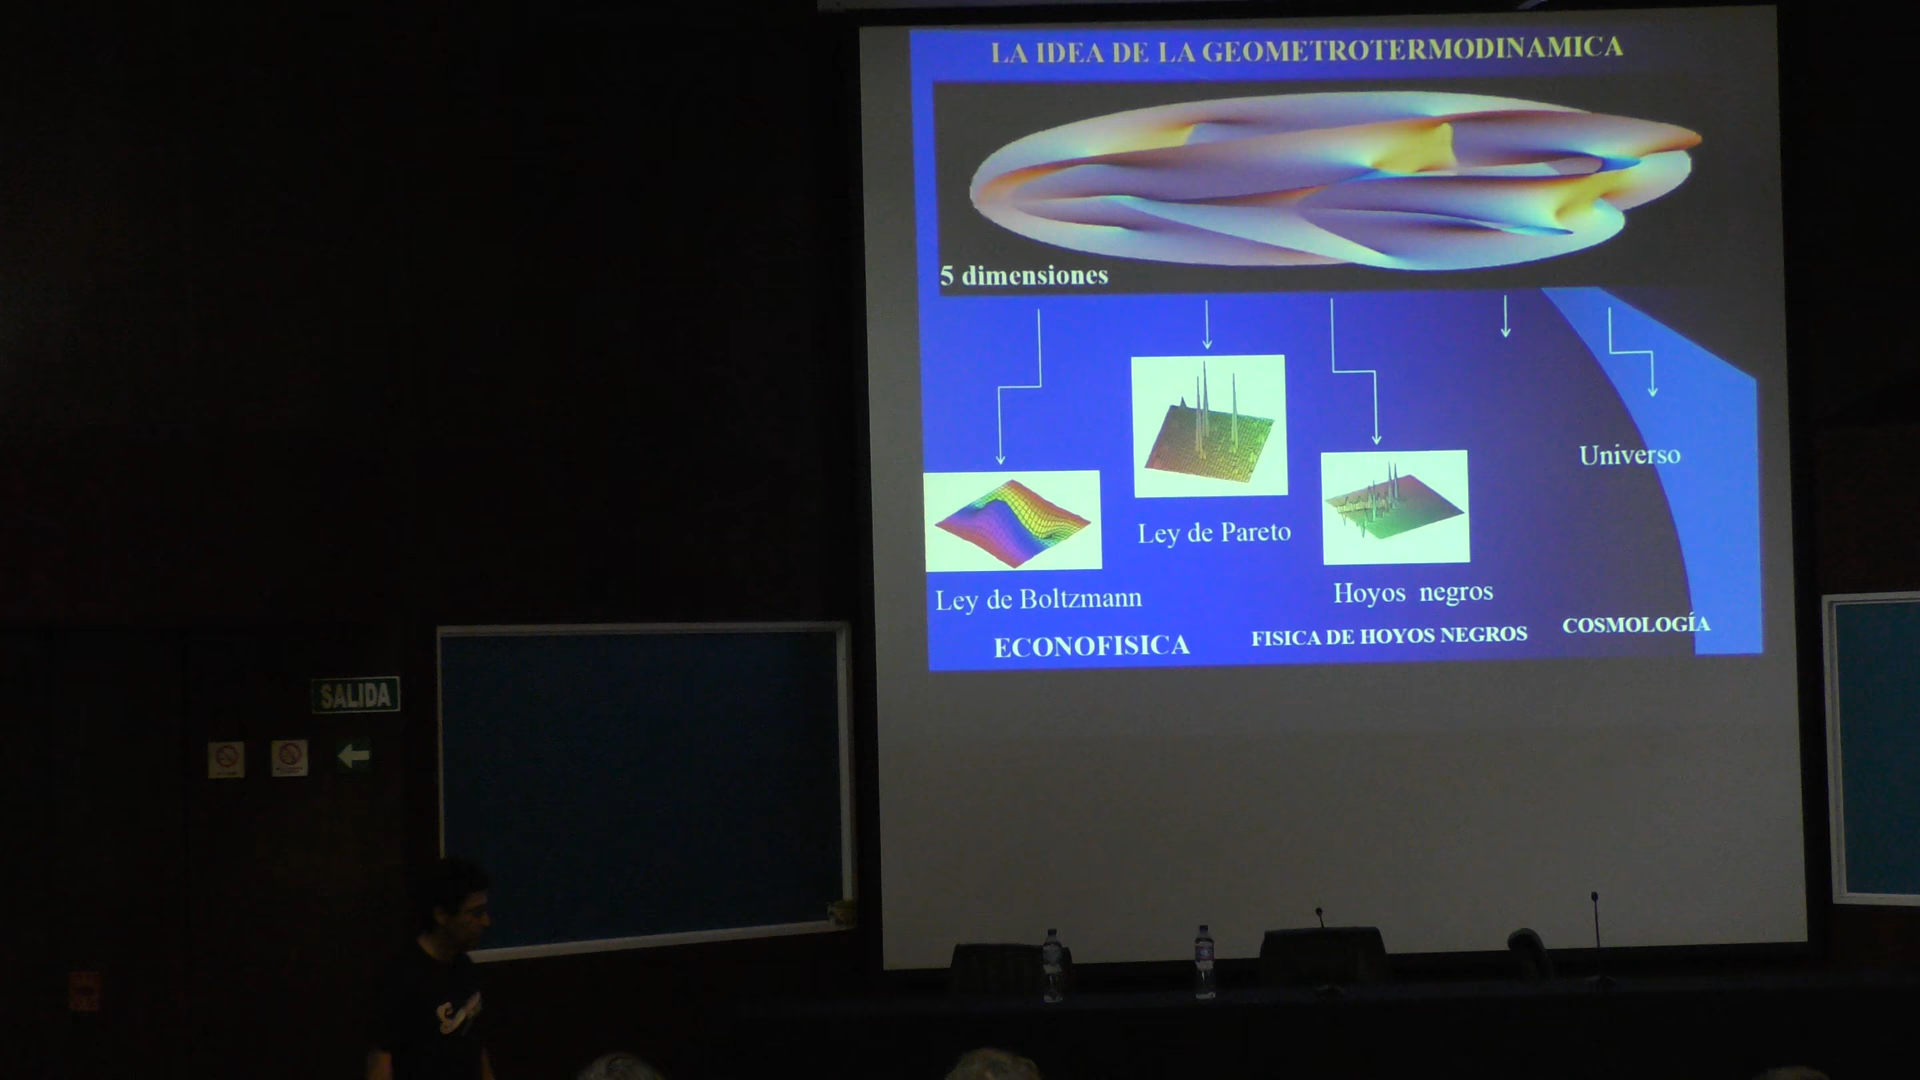 LA IDEA DE LA GEOMETROTERMODINAMICA
5 dimensiones
Universo
Ley de Pareto
Hoyos negros
Ley de Boltzmann
ECONOFISICA
FISICA DE HOYOS NEGROS
COSMOLOGÍA
SALIDA